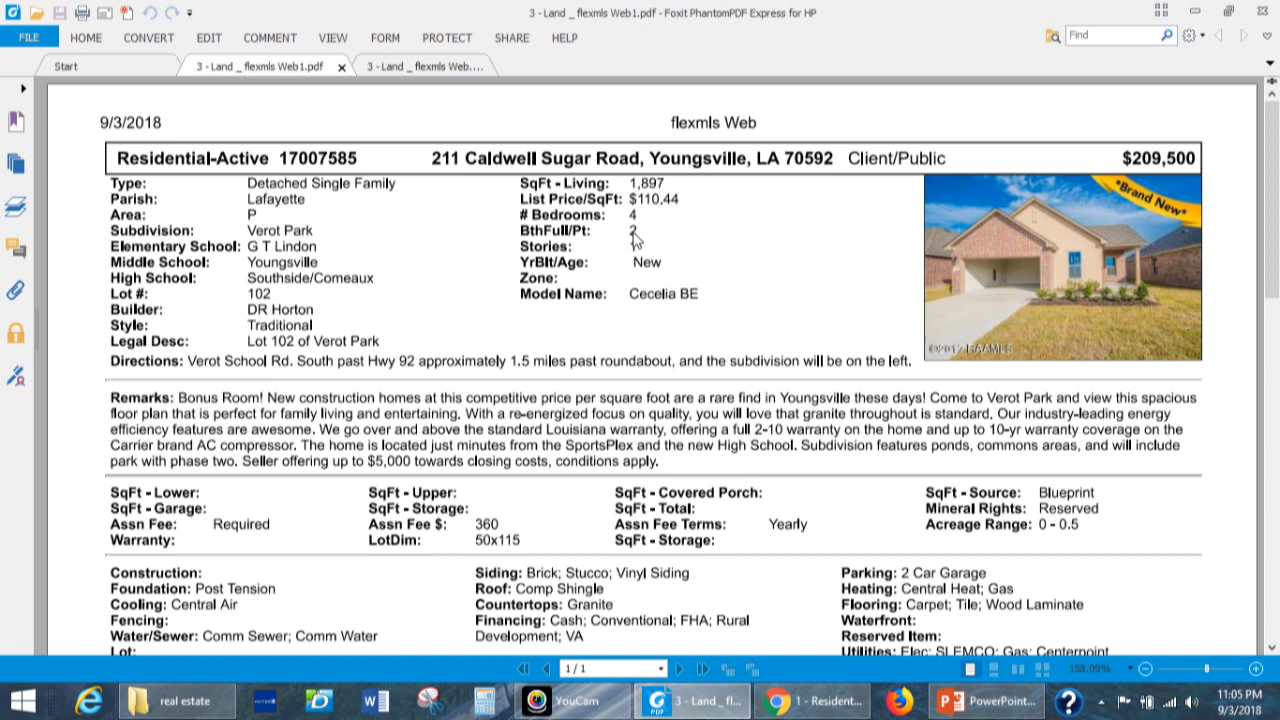 3 - Land _ flexmls Web1.pdf - Foxit PhantomPDF Express for HP
FILE HOME CONVERT EDIT COMMENT VIEW FORM PROTECT SHARE HELP Find
Start 3 - Land _ flexmls Web1.pdf 3 - Land _ flexmls Web....
9/3/2018 flexmls Web
Residential-Active 17007585 211 Caldwell Sugar Road, Youngsville, LA 70592 Client/Public $209,500
Type: Detached Single Family SqFt - Living: 1,897
*Brand New*
Parish: Lafayette List Price/SqFt: $110.44
Area: P # Bedrooms: 4
Subdivision: Verot Park BthFull/Pt: 2
Elementary School: G T Lindon Stories:
Middle School: Youngsville YrBlt/Age: New
High School: Southside/Comeaux Zone:
Lot #: 102 Model Name: Cecelia BE
Builder: DR Horton
Style: Traditional
Legal Desc: Lot 102 of Verot Park
©2017 HAAMLS
Directions: Verot School Rd. South past Hwy 92 approximately 1.5 miles past roundabout, and the subdivision will be on the left.
Remarks: Bonus Room! New construction homes at this competitive price per square foot are a rare find in Youngsville these days! Come to Verot Park and view this spacious
floor plan that is perfect for family living and entertaining. With a re-energized focus on quality, you will love that granite throughout is standard. Our industry-leading energy
efficiency features are awesome. We go over and above the standard Louisiana warranty, offering a full 2-10 warranty on the home and up to 10-yr warranty coverage on the
Carrier brand AC compressor. The home is located just minutes from the SportsPlex and the new High School. Subdivision features ponds, commons areas, and will include
park with phase two. Seller offering up to $5,000 towards closing costs, conditions apply.
SqFt - Lower: SqFt - Upper: SqFt - Covered Porch: SqFt - Source: Blueprint
SqFt - Garage: SqFt - Storage: SqFt - Total: Mineral Rights: Reserved
Assn Fee: Required Assn Fee $: 360 Assn Fee Terms: Yearly Acreage Range: 0 - 0.5
Warranty: LotDim: 50x115 SqFt - Storage:
Construction: Siding: Brick; Stucco; Vinyl Siding Parking: 2 Car Garage
Foundation: Post Tension Roof: Comp Shingle Heating: Central Heat; Gas
Cooling: Central Air Countertops: Granite Flooring: Carpet; Tile; Wood Laminate
Fencing: Financing: Cash; Conventional; FHA; Rural Waterfront:
Water/Sewer: Comm Sewer; Comm Water Development; VA Reserved Item:
Lot: Utilities: Elec: SLEMCO; Gas: Centerpoint
1 / 1 158.09%
real estate YouCam 3 - Land _ fl... 1 - Resident... PowerPoint... 11:05 PM
9/3/2018